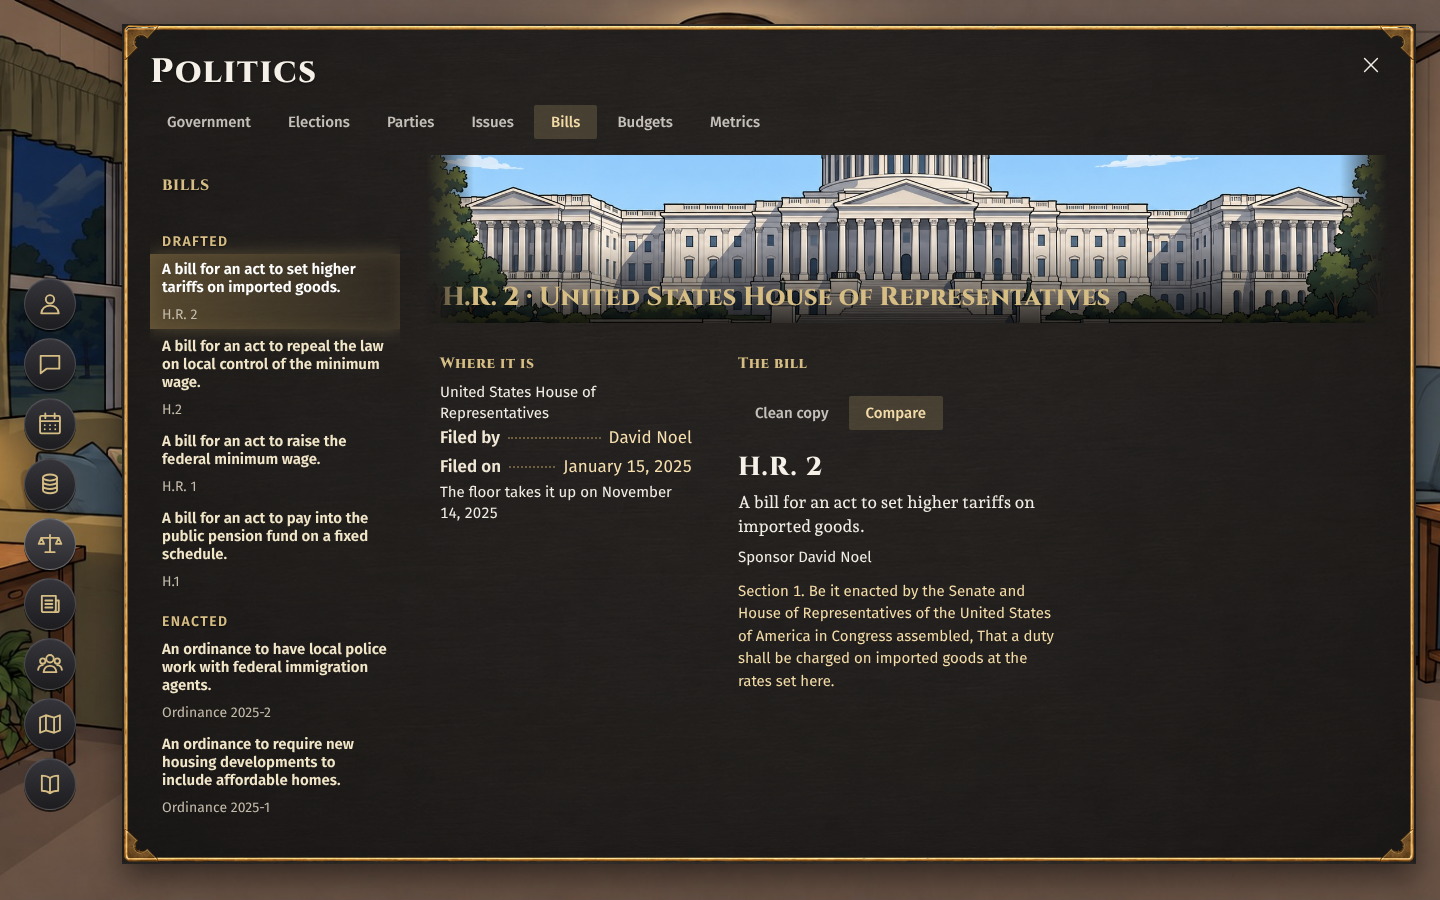 Politics
Government
Elections
Parties
Issues
Bills
Budgets
Metrics
BILLS
DRAFTED
A bill for an act to set higher
tariffs on imported goods.
H.R. 2
A bill for an act to repeal the law
on local control of the minimum
wage.
H.2
A bill for an act to raise the
federal minimum wage.
H.R. 1
A bill for an act to pay into the
public pension fund on a fixed
schedule.
H.1
ENACTED
An ordinance to have local police
work with federal immigration
agents.
Ordinance 2025-2
An ordinance to require new
housing developments to
include affordable homes.
Ordinance 2025-1
H.R. 2 · United States House of Representatives
Where it is
United States House of
Representatives
Filed by David Noel
Filed on January 15, 2025
The floor takes it up on November
14, 2025
The bill
Clean copy
Compare
H.R. 2
A bill for an act to set higher tariffs on
imported goods.
Sponsor David Noel
Section 1. Be it enacted by the Senate and
House of Representatives of the United States
of America in Congress assembled, That a duty
shall be charged on imported goods at the
rates set here.